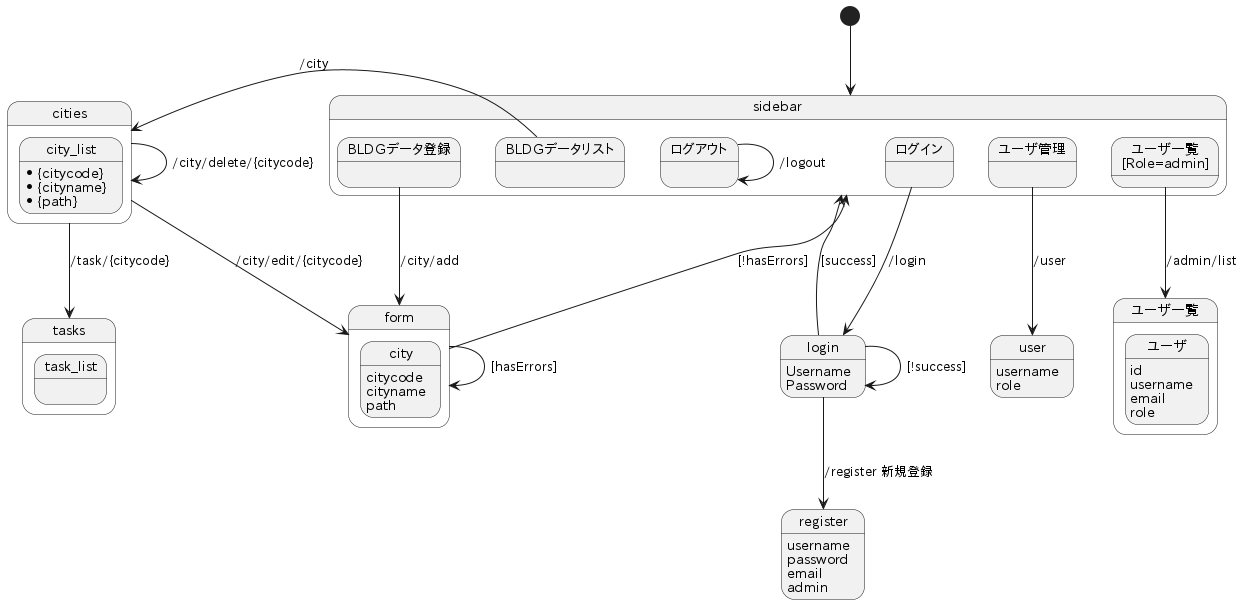 /city
cities
sidebar
city_list
• {citycode}
• {cityname}
• {path}
/city/delete/{citycode}
BLDGデータ登録
BLDGデータリスト
ログアウト
/logout
ログイン
ユーザ管理
ユーザ一覧
[Role=admin]
/task/{citycode}
/city/edit/{citycode}
/city/add
[!hasErrors]
[success]
/login
/user
/admin/list
tasks
task_list
form
city
citycode
cityname
path
[hasErrors]
login
Username
Password
[!success]
user
username
role
ユーザ一覧
ユーザ
id
username
email
role
/register 新規登録
register
username
password
email
admin